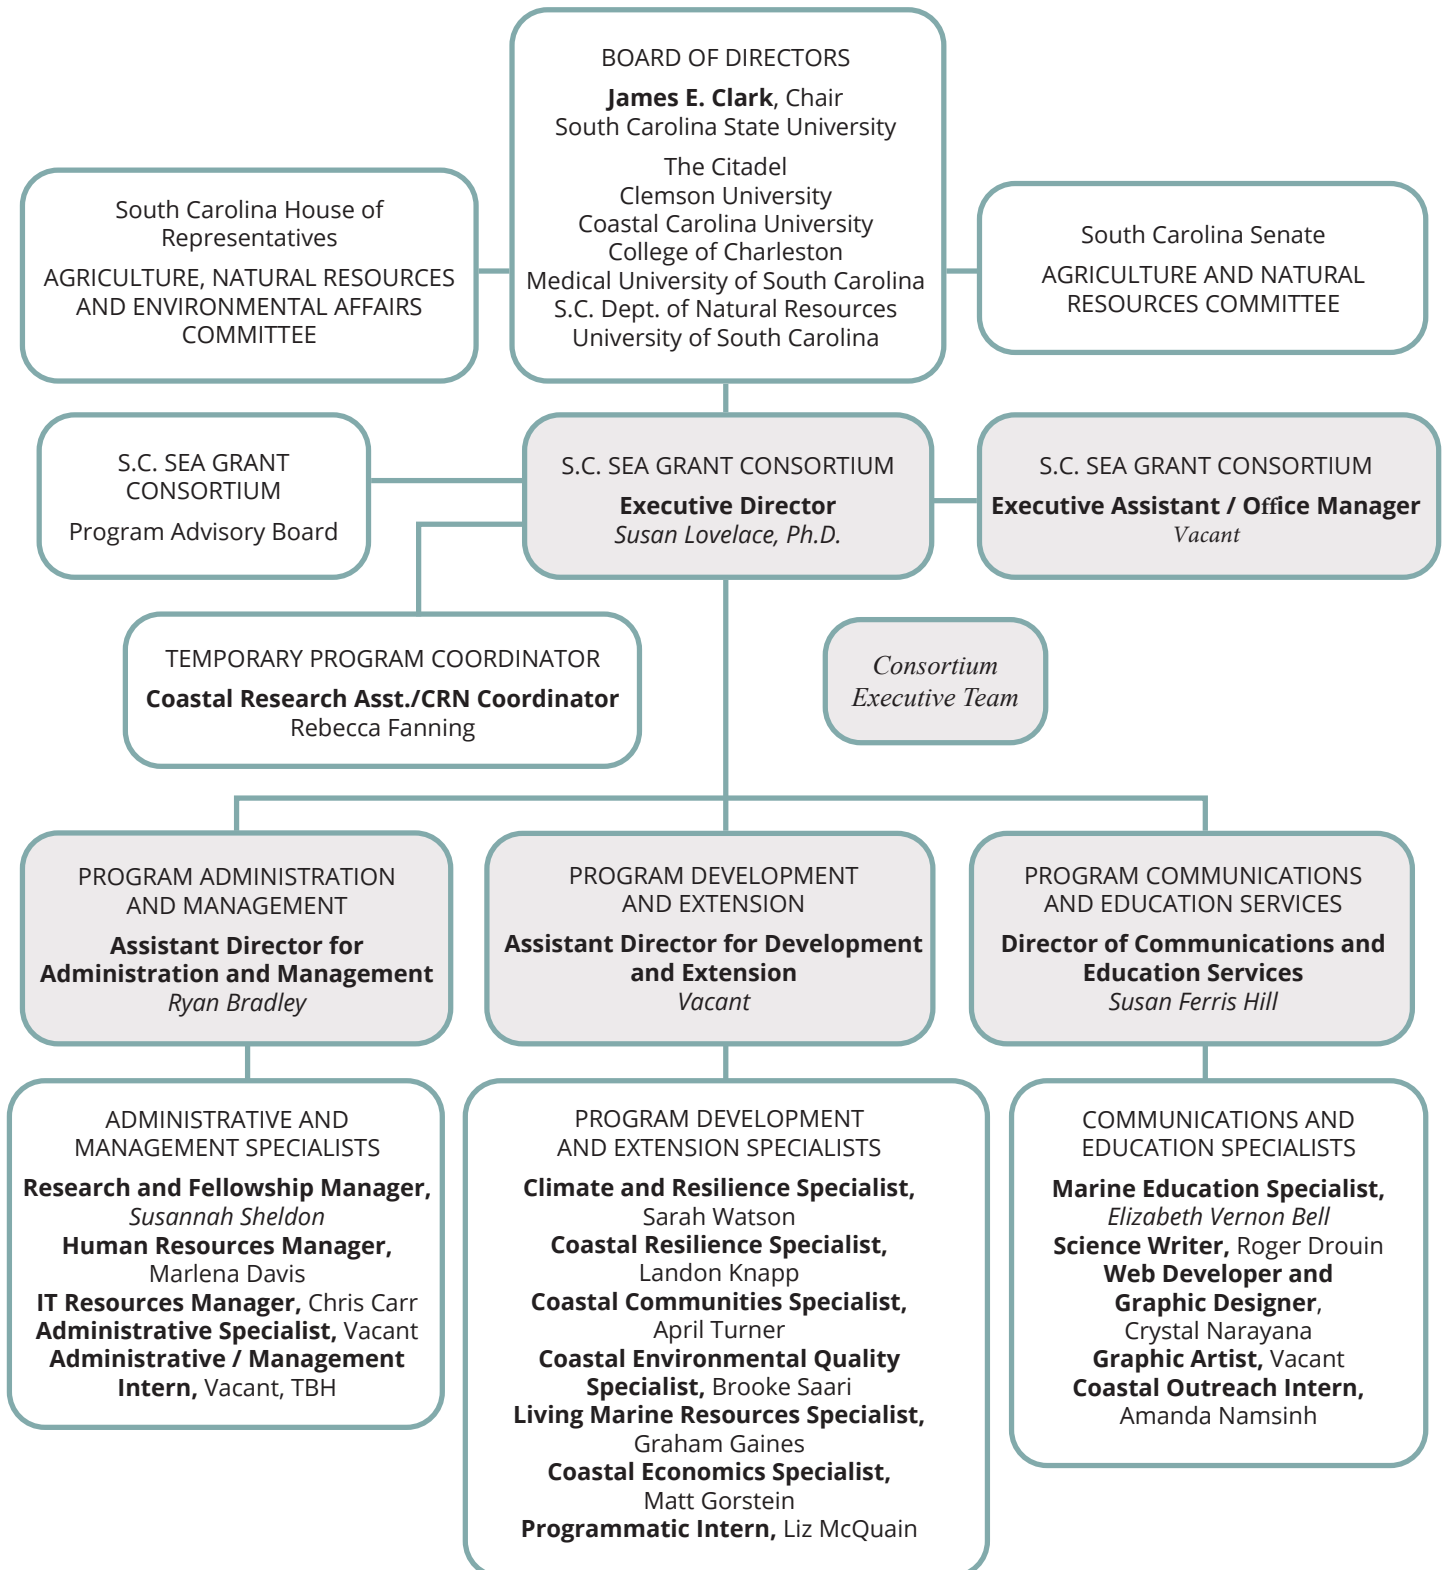 BOARD OF DIRECTORS
James E. Clark, Chair
South Carolina State University
The Citadel
Clemson University
Coastal Carolina University
College of Charleston
Medical University of South Carolina
S.C. Dept. of Natural Resources
University of South Carolina
South Carolina House of
Representatives
AGRICULTURE, NATURAL RESOURCES
AND ENVIRONMENTAL AFFAIRS
COMMITTEE
South Carolina Senate
AGRICULTURE AND NATURAL
RESOURCES COMMITTEE
S.C. SEA GRANT
CONSORTIUM
Program Advisory Board
S.C. SEA GRANT CONSORTIUM
Executive Director
Susan Lovelace, Ph.D.
S.C. SEA GRANT CONSORTIUM
Executive Assistant / Office Manager
Vacant
TEMPORARY PROGRAM COORDINATOR
Coastal Research Asst./CRN Coordinator
Rebecca Fanning
Consortium
Executive Team
PROGRAM ADMINISTRATION
AND MANAGEMENT
Assistant Director for
Administration and Management
Ryan Bradley
PROGRAM DEVELOPMENT
AND EXTENSION
Assistant Director for Development
and Extension
Vacant
PROGRAM COMMUNICATIONS
AND EDUCATION SERVICES
Director of Communications and
Education Services
Susan Ferris Hill
ADMINISTRATIVE AND
MANAGEMENT SPECIALISTS
Research and Fellowship Manager,
Susannah Sheldon
Human Resources Manager,
Marlena Davis
IT Resources Manager, Chris Carr
Administrative Specialist, Vacant
Administrative / Management
Intern, Vacant, TBH
PROGRAM DEVELOPMENT
AND EXTENSION SPECIALISTS
Climate and Resilience Specialist,
Sarah Watson
Coastal Resilience Specialist,
Landon Knapp
Coastal Communities Specialist,
April Turner
Coastal Environmental Quality
Specialist, Brooke Saari
Living Marine Resources Specialist,
Graham Gaines
Coastal Economics Specialist,
Matt Gorstein
Programmatic Intern, Liz McQuain
COMMUNICATIONS AND
EDUCATION SPECIALISTS
Marine Education Specialist,
Elizabeth Vernon Bell
Science Writer, Roger Drouin
Web Developer and
Graphic Designer,
Crystal Narayana
Graphic Artist, Vacant
Coastal Outreach Intern,
Amanda Namsinh